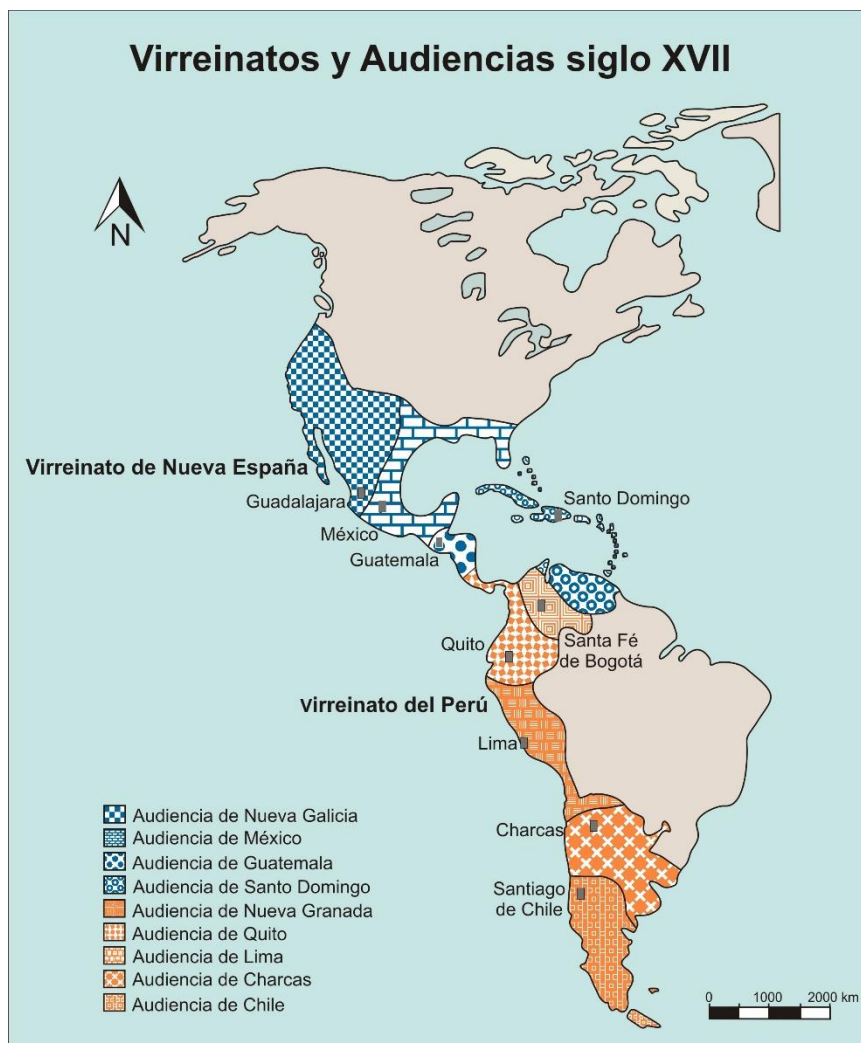 Virreinatos y Audiencias siglo XVII
N
Virreinato de Nueva España
Guadalajara
México
Guatemala
Santo Domingo
Quito
Santa Fé
de Bogotá
Virreinato del Perú
Lima
Charcas
Santiago
de Chile
Audiencia de Nueva Galicia
Audiencia de México
Audiencia de Guatemala
Audiencia de Santo Domingo
Audiencia de Nueva Granada
Audiencia de Quito
Audiencia de Lima
Audiencia de Charcas
Audiencia de Chile
0 1000 2000 km